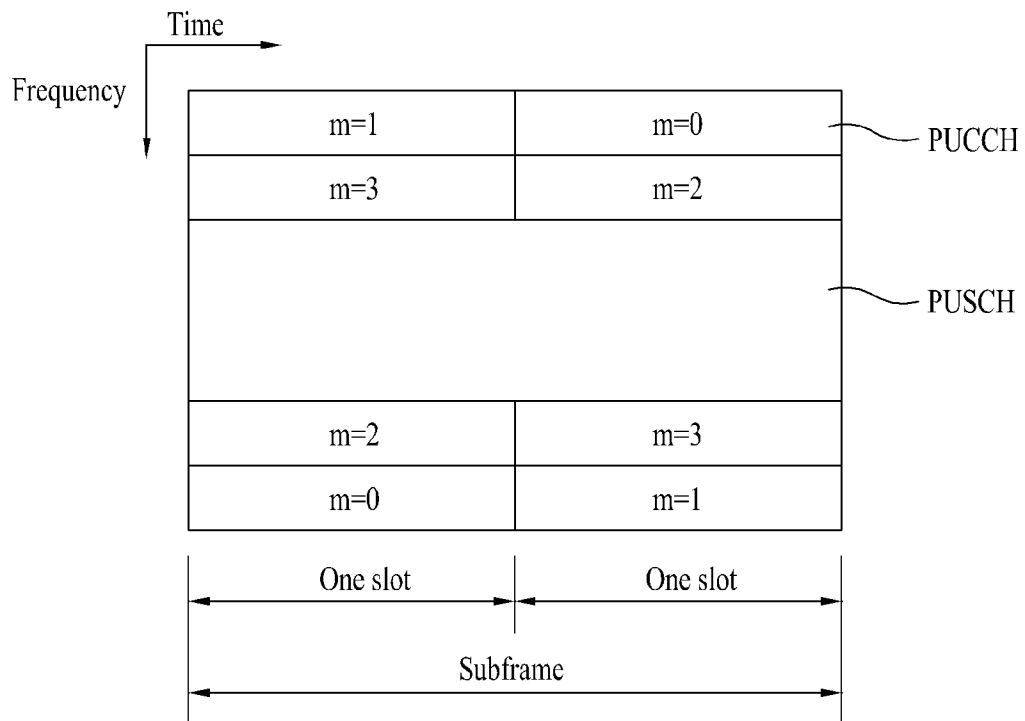 Time
Frequency
m=1 m=0
PUCCH
m=3 m=2
PUSCH
m=2 m=3
m=0 m=1
One slot One slot
Subframe